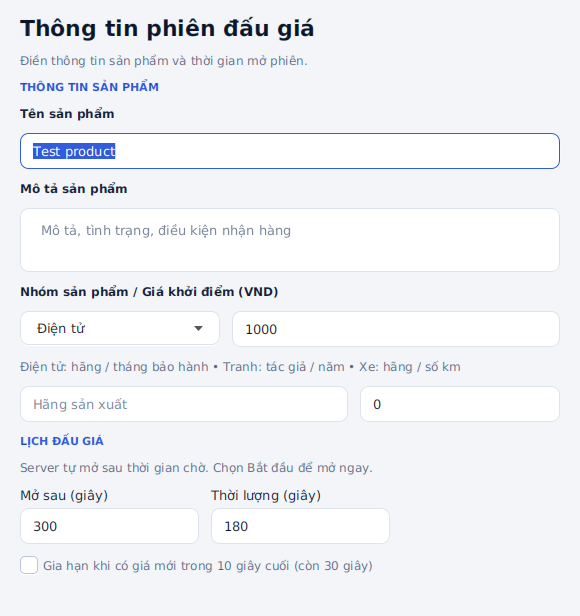 Thông tin phiên đấu giá
Điền thông tin sản phẩm và thời gian mở phiên.
THÔNG TIN SẢN PHẨM
Tên sản phẩm
Test product
Mô tả sản phẩm
Mô tả, tình trạng, điều kiện nhận hàng
Nhóm sản phẩm / Giá khởi điểm (VND)
Điện tử 1000
Điện tử: hãng / tháng bảo hành • Tranh: tác giả / năm • Xe: hãng / số km
Hãng sản xuất 0
LỊCH ĐẤU GIÁ
Server tự mở sau thời gian chờ. Chọn Bắt đầu để mở ngay.
Mở sau (giây) Thời lượng (giây)
300 180
Gia hạn khi có giá mới trong 10 giây cuối (còn 30 giây)